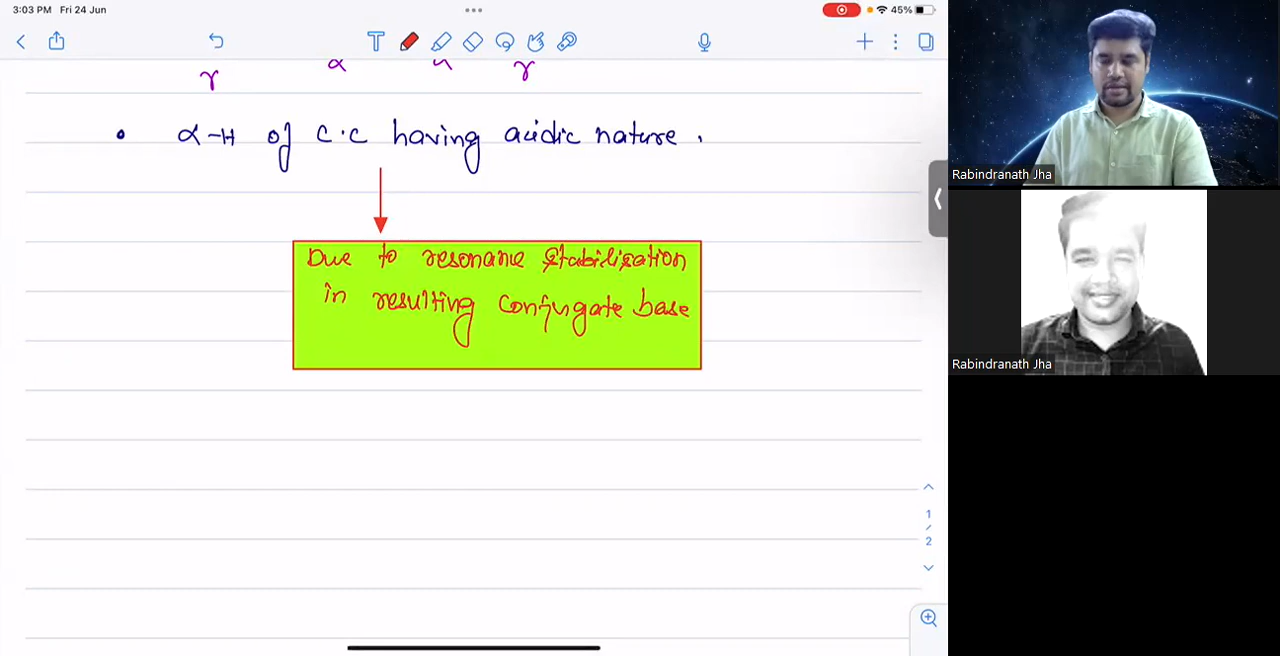 3:03 PM Fri 24 Jun
45%
T
γ α α γ
• α-H of C.C having acidic nature.
Due to resonance stabilization
in resulting conjugate base
1
2
Rabindranath Jha
Rabindranath Jha